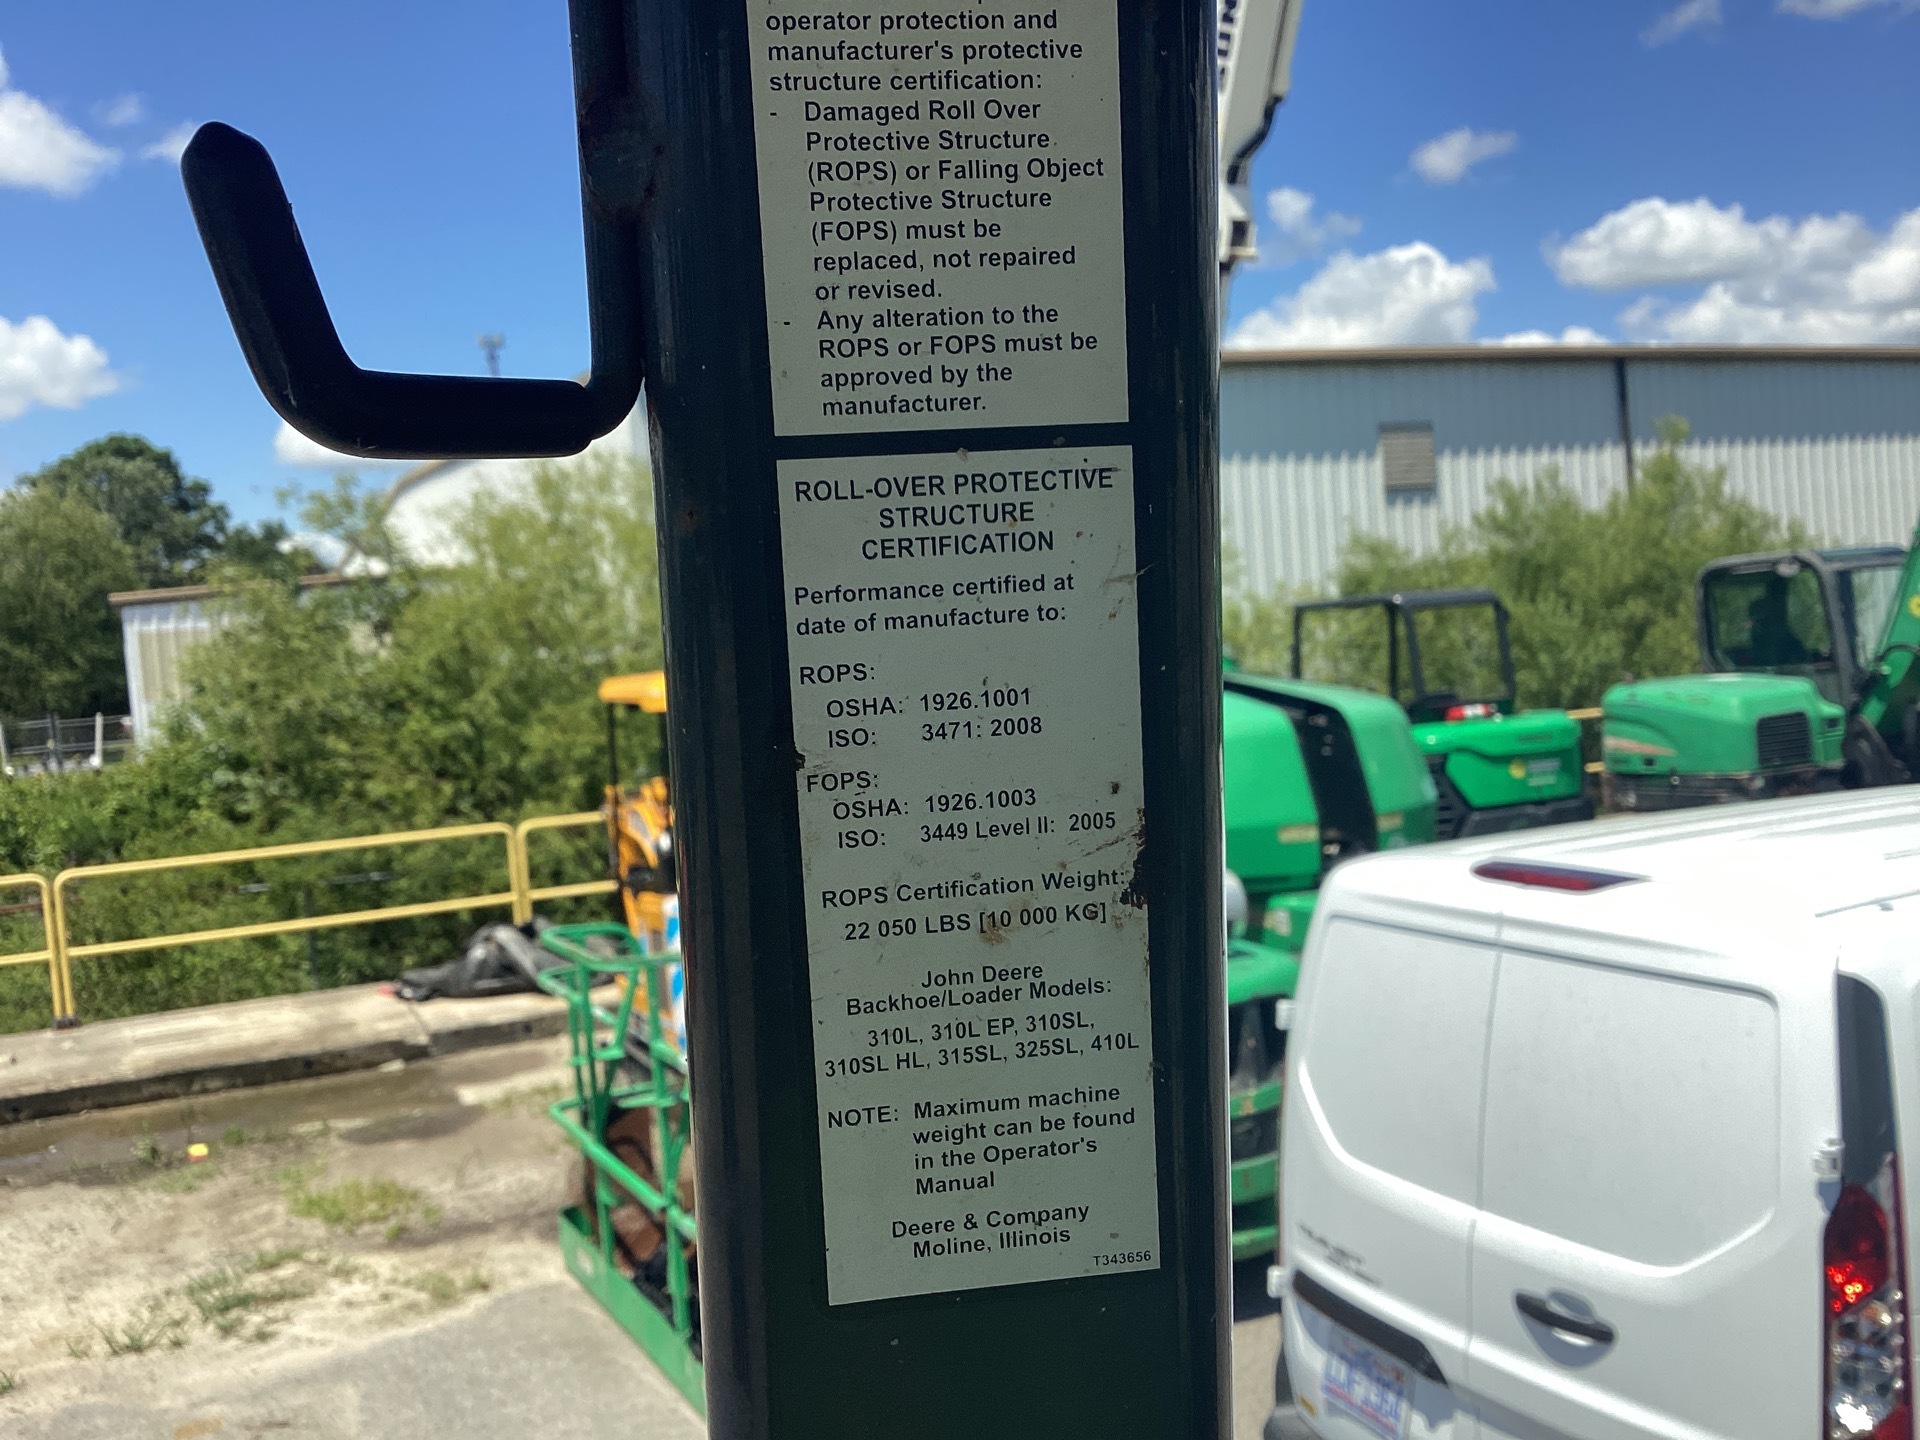 operator protection and
manufacturer's protective
structure certification:
- Damaged Roll Over
Protective Structure
(ROPS) or Falling Object
Protective Structure
(FOPS) must be
replaced, not repaired
or revised.
- Any alteration to the
ROPS or FOPS must be
approved by the
manufacturer.
ROLL-OVER PROTECTIVE
STRUCTURE
CERTIFICATION
Performance certified at
date of manufacture to:
ROPS:
OSHA: 1926.1001
ISO: 3471: 2008
FOPS:
OSHA: 1926.1003
ISO: 3449 Level II: 2005
ROPS Certification Weight:
22 050 LBS [10 000 KG]
John Deere
Backhoe/Loader Models:
310L, 310L EP, 310SL,
310SL HL, 315SL, 325SL, 410L
NOTE: Maximum machine
weight can be found
in the Operator's
Manual
Deere & Company
Moline, Illinois
T343656